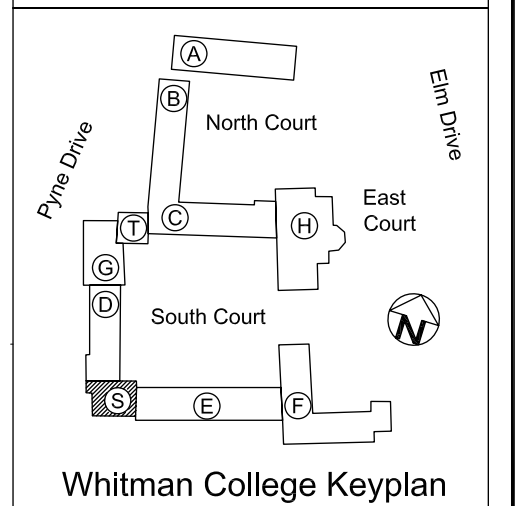 A
B
North Court
Elm Drive
Pyne Drive
East
Court
C
T
H
G
D
South Court
N
S
E
F
Whitman College Keyplan